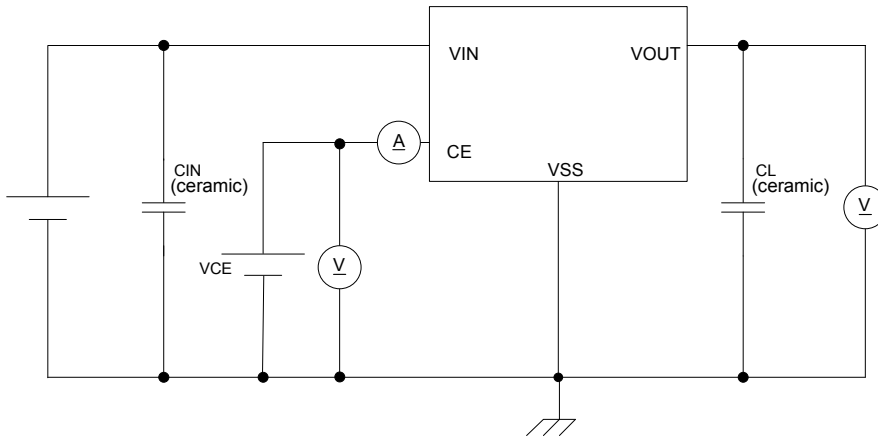 VIN
VOUT
A
CE
VSS
CIN
(ceramic)
CL
(ceramic)
V
VCE
V